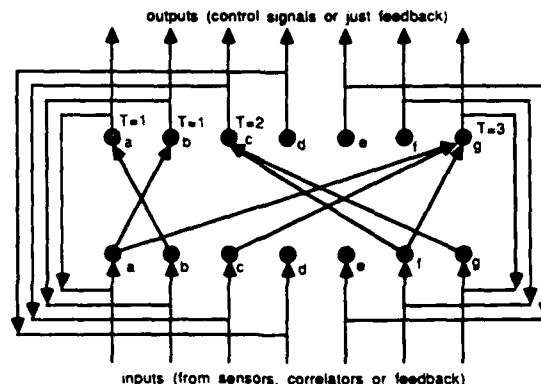 outputs (control signals or just feedback)
T=1 T=1 T=2 T=3
a b c d e f g
a b c d e f g
inputs (from sensors, correlators or feedback)